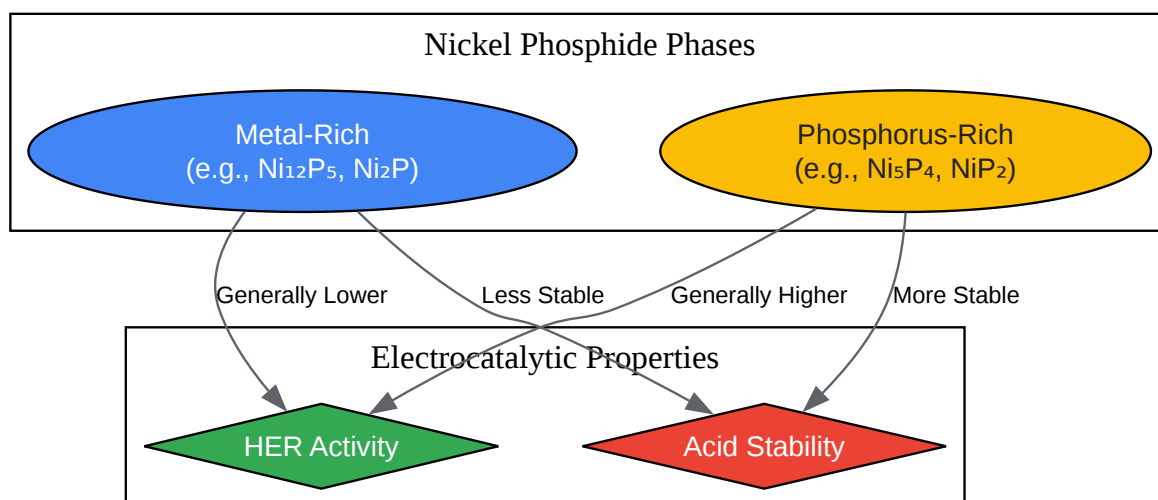 Nickel Phosphide Phases
Metal-Rich
(e.g., Ni₁₂P₅, Ni₂P)
Phosphorus-Rich
(e.g., Ni₅P₄, NiP₂)
Generally Lower
Less Stable
Generally Higher
More Stable
Electrocatalytic Properties
HER Activity
Acid Stability